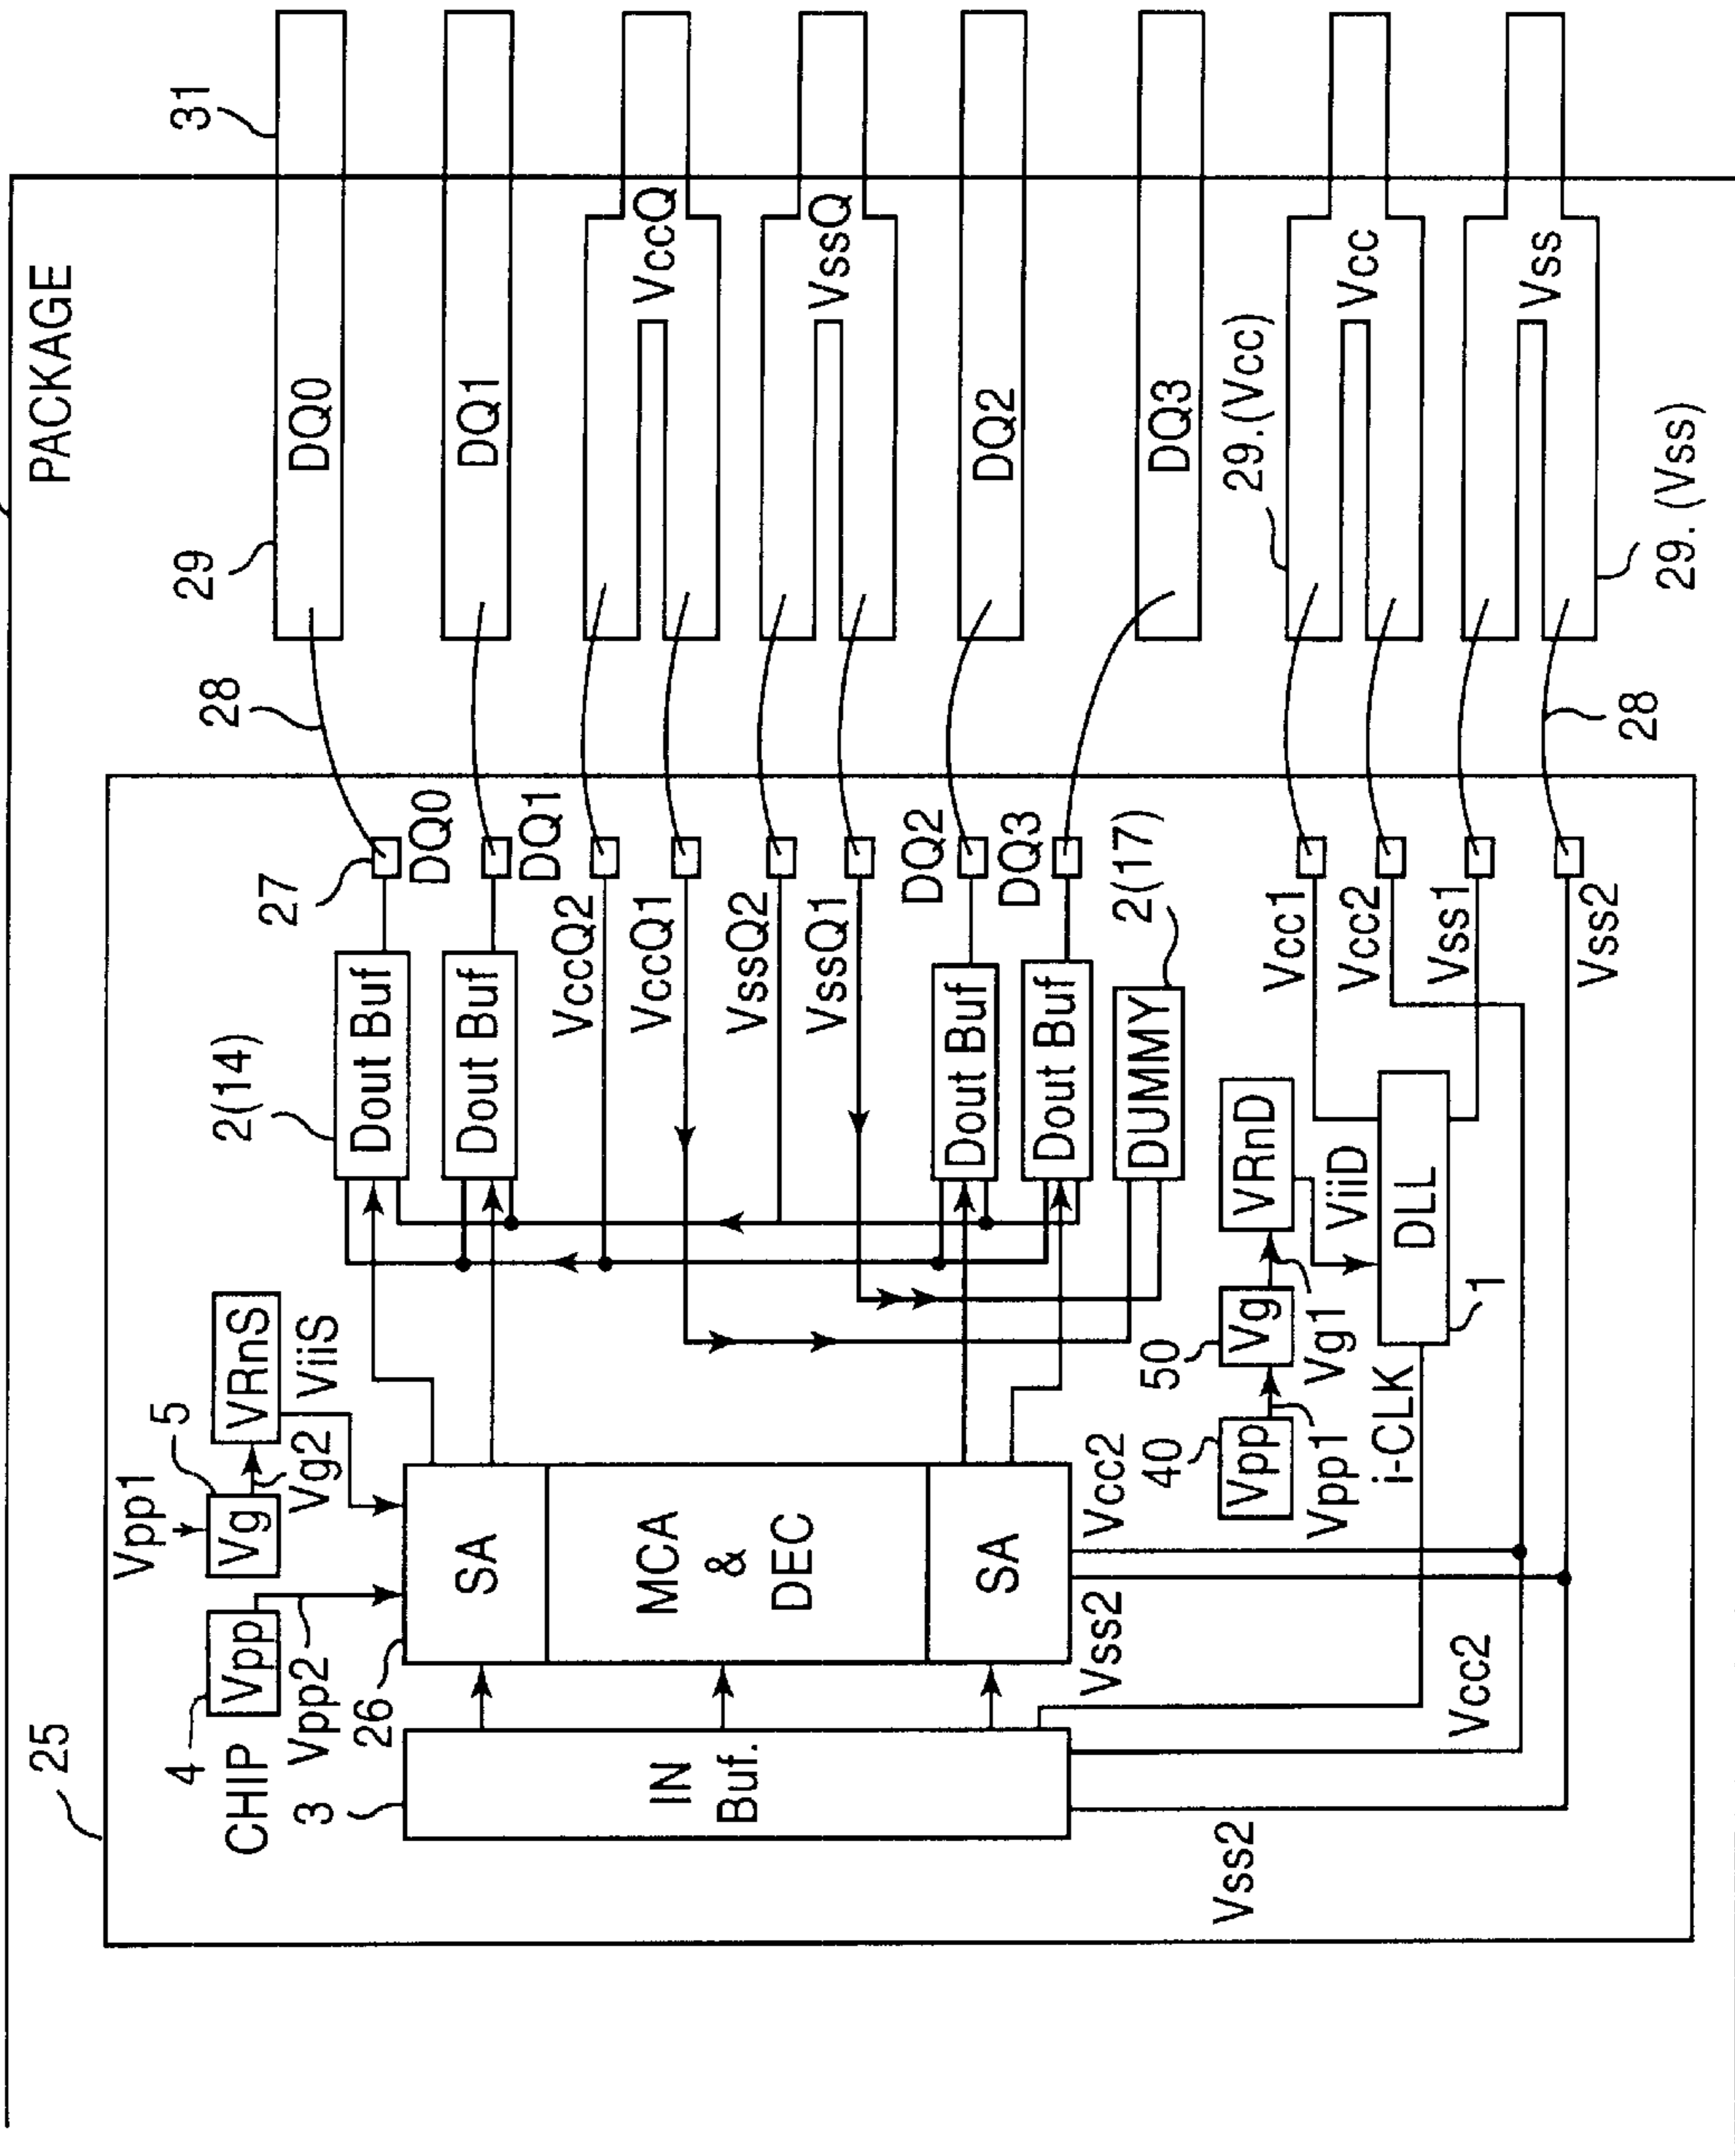 PACKAGE
31
29
DQ0
DQ1
VccQ
VssQ
DQ2
DQ3
29.(Vcc)
Vcc
Vss
29.(Vss)
28
28
27
DQ0
DQ1
VccQ2
VccQ1
VssQ2
VssQ1
DQ2
DQ3
2(17)
Vcc1
Vcc2
Vss1
Vss2
2(14)
Dout Buf
Dout Buf
Dout Buf
Dout Buf
DUMMY
VRnD
ViiD
DLL
1
50
Vg
Vg1
40
Vpp
Vpp1
i-CLK
VRnS
ViiS
5
Vg
Vg2
Vpp1
4
Vpp
Vpp2
26
SA
MCA
&
DEC
SA
Vcc2
Vss2
Vcc2
Vss2
25
CHIP
3
IN
Buf.